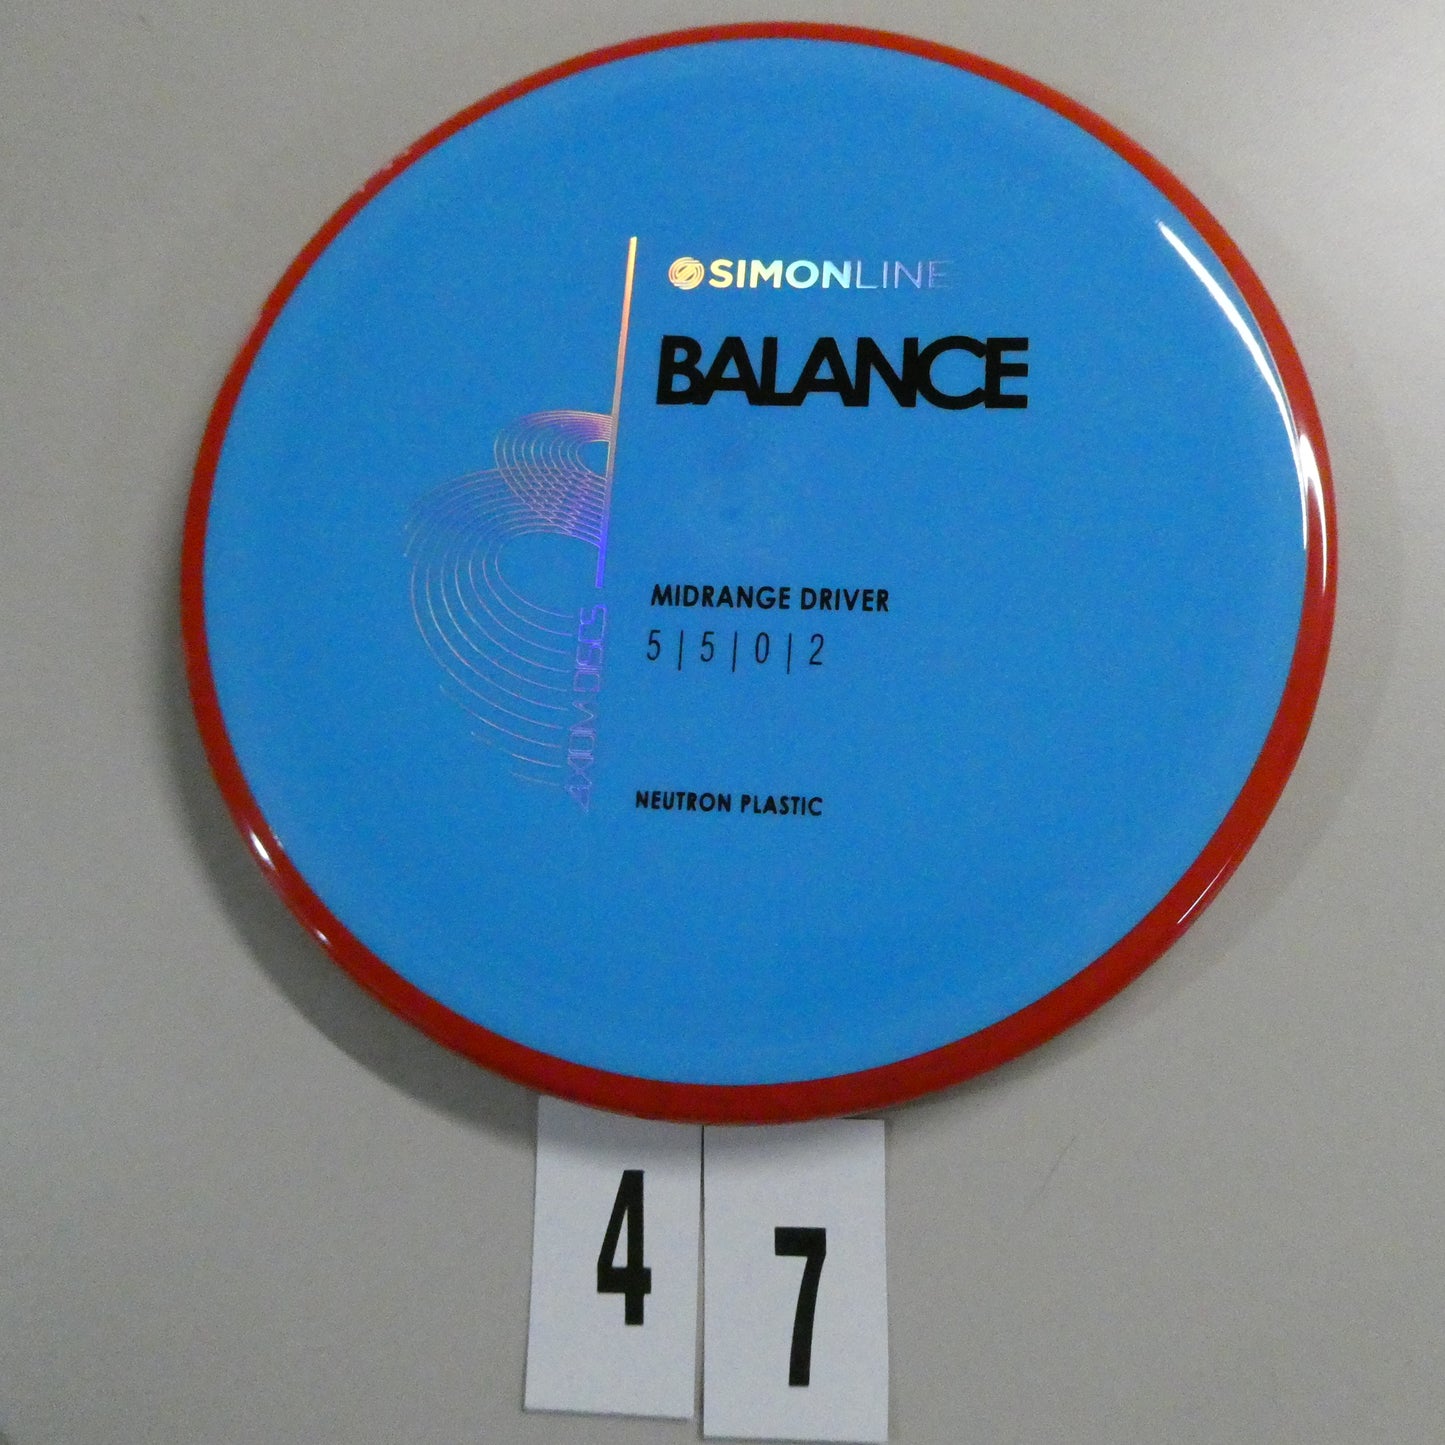 SIMONLINE
BALANCE
MIDRANGE DRIVER
5 | 5 | 0 | 2
AXIOM DISCS
NEUTRON PLASTIC
4 7